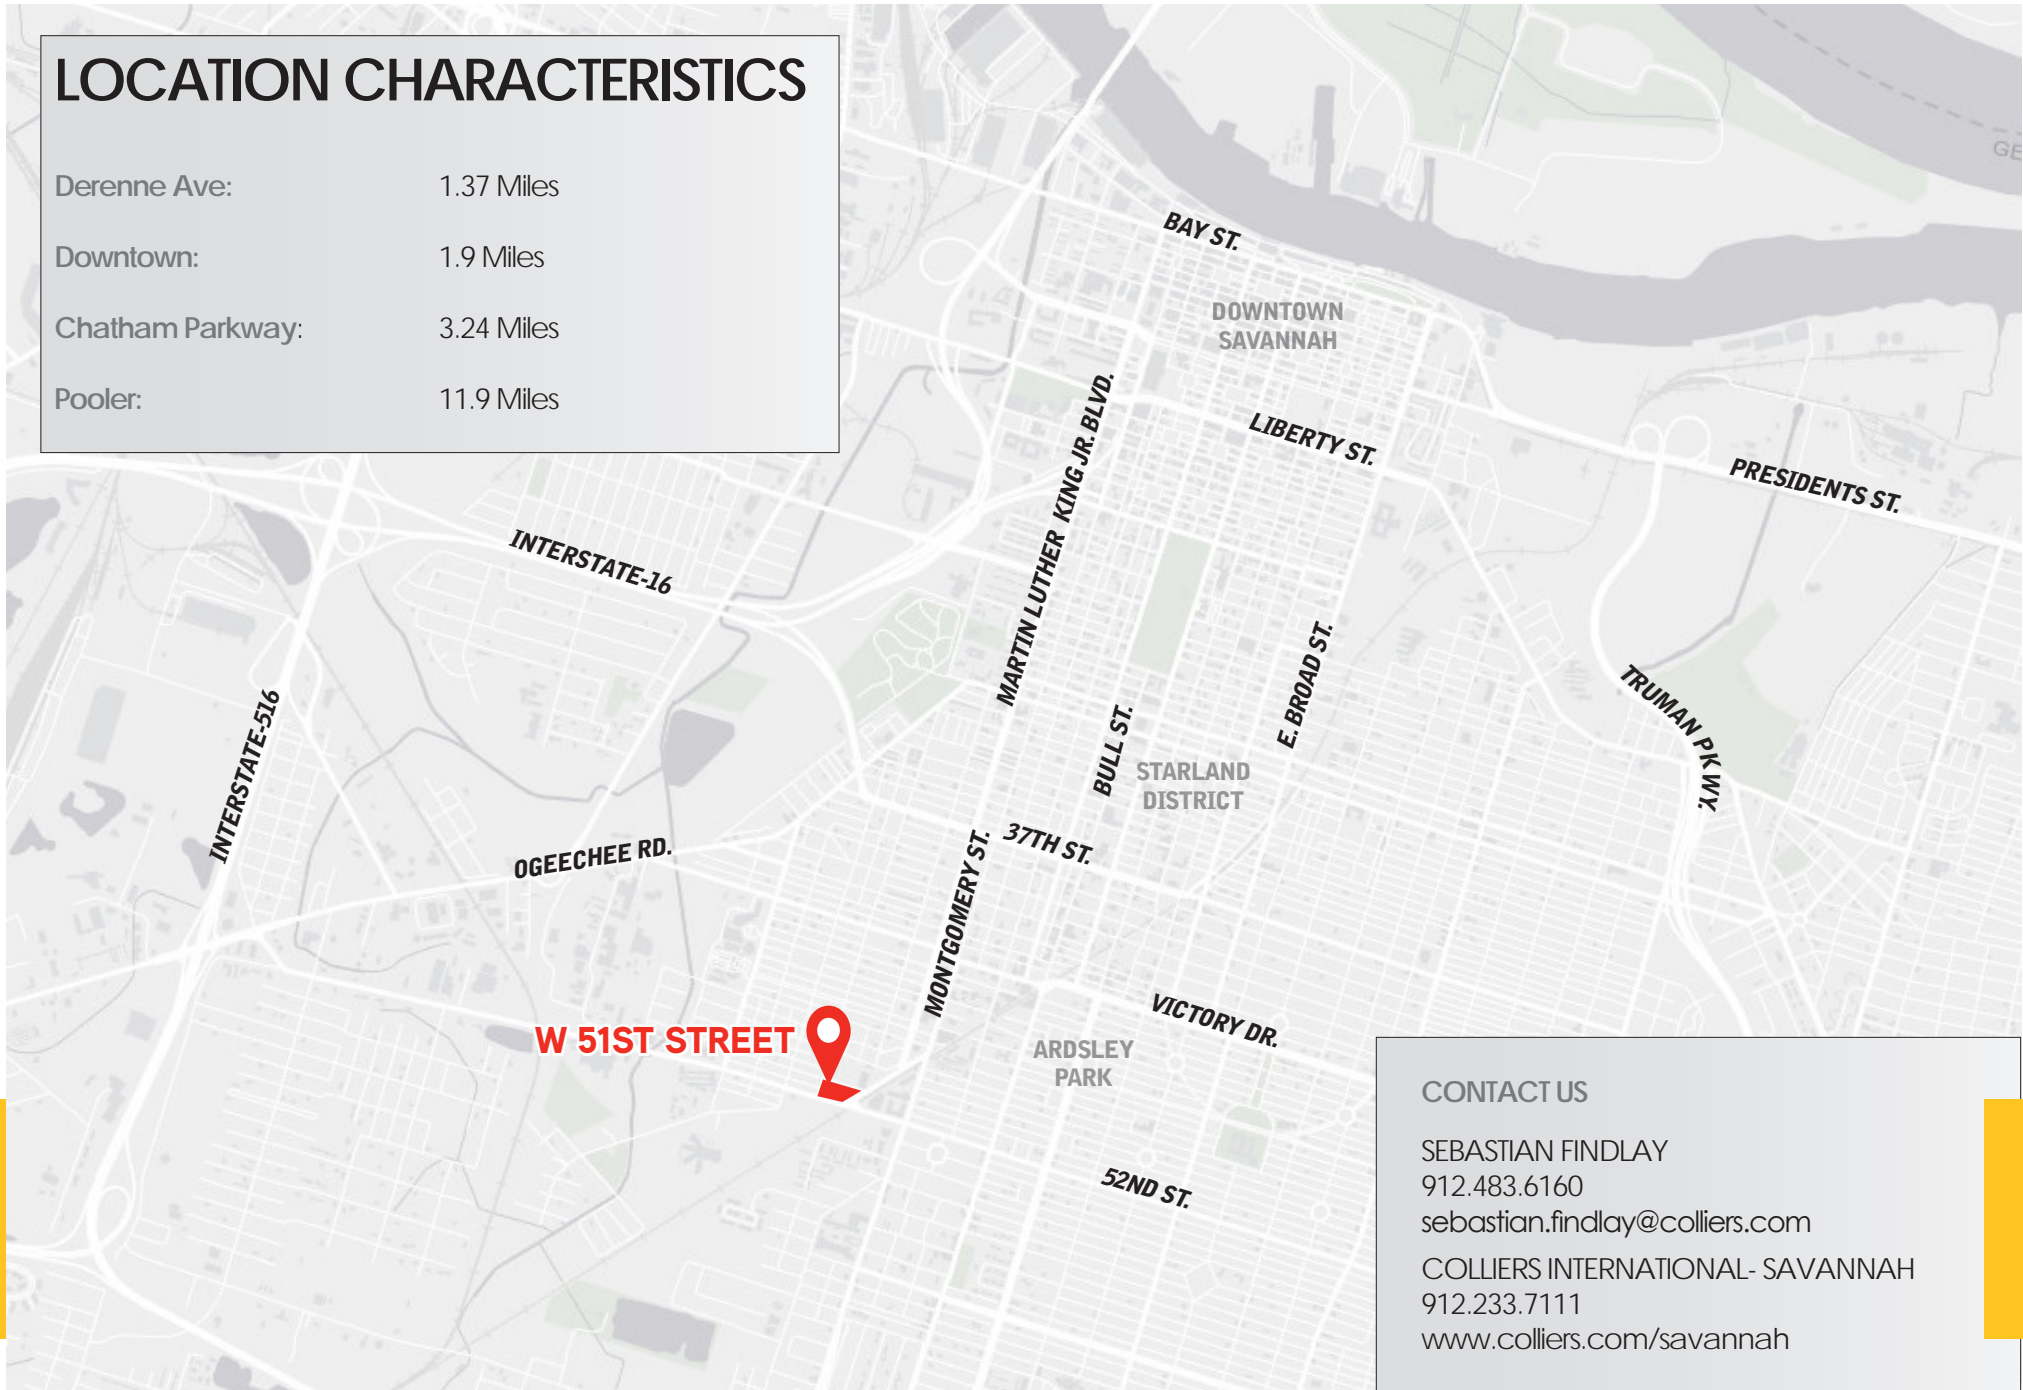 LOCATION CHARACTERISTICS
Derenne Ave: 1.37 Miles
Downtown: 1.9 Miles
Chatham Parkway: 3.24 Miles
Pooler: 11.9 Miles
BAY ST.
DOWNTOWN
SAVANNAH
MARTIN LUTHER KING JR. BLVD.
LIBERTY ST.
PRESIDENTS ST.
INTERSTATE-16
INTERSTATE-516
E. BROAD ST.
TRUMAN PKWY.
BULL ST.
STARLAND
DISTRICT
OGEECHEE RD.
37TH ST.
MONTGOMERY ST.
VICTORY DR.
W 51ST STREET
ARDSLEY
PARK
52ND ST.
CONTACT US
SEBASTIAN FINDLAY
912.483.6160
sebastian.findlay@colliers.com
COLLIERS INTERNATIONAL- SAVANNAH
912.233.7111
www.colliers.com/savannah